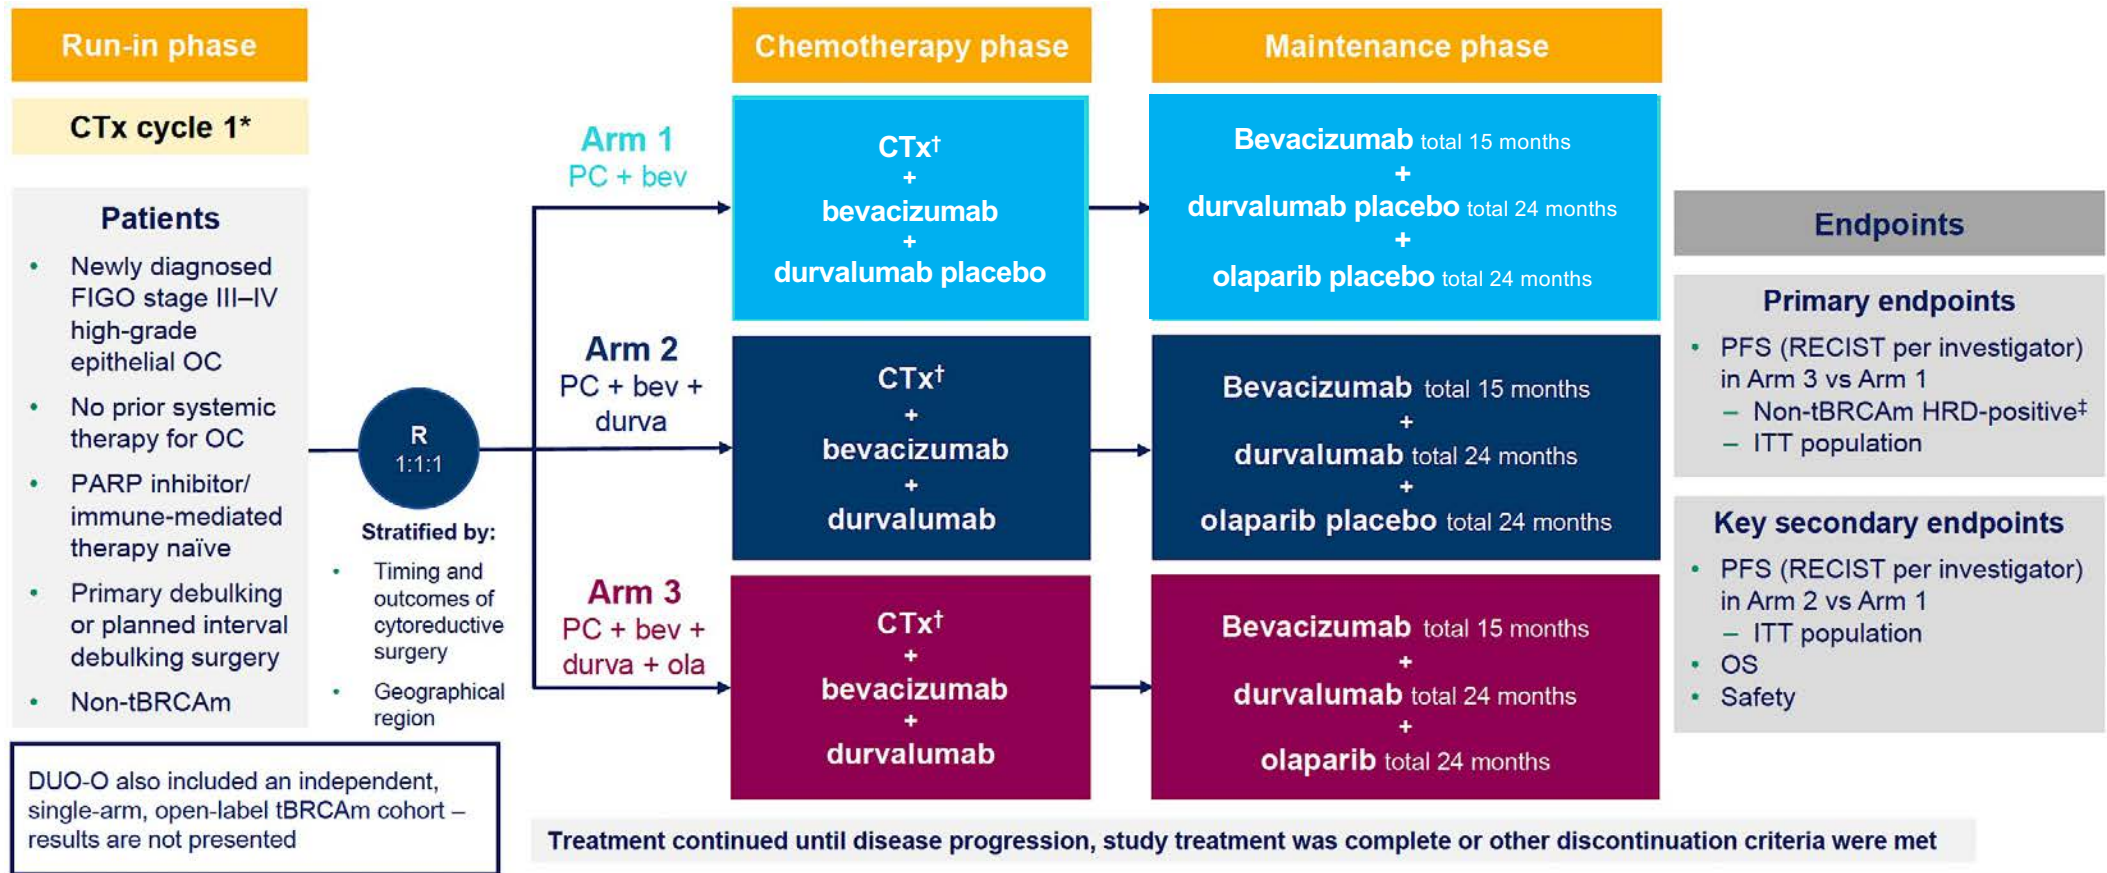 Run-in phase
CTx cycle 1*
Patients
• Newly diagnosed
FIGO stage III–IV
high-grade
epithelial OC
• No prior systemic
therapy for OC
• PARP inhibitor/
immune-mediated
therapy naïve
• Primary debulking
or planned interval
debulking surgery
• Non-tBRCAm
DUO-O also included an independent,
single-arm, open-label tBRCAm cohort –
results are not presented
R
1:1:1
Stratified by:
• Timing and
outcomes of
cytoreductive
surgery
• Geographical
region
Arm 1
PC + bev
Arm 2
PC + bev +
durva
Arm 3
PC + bev +
durva + ola
Chemotherapy phase
CTx†
+
bevacizumab
+
durvalumab placebo
CTx†
+
bevacizumab
+
durvalumab
CTx†
+
bevacizumab
+
durvalumab
Maintenance phase
Bevacizumab total 15 months
+
durvalumab placebo total 24 months
+
olaparib placebo total 24 months
Bevacizumab total 15 months
+
durvalumab total 24 months
+
olaparib placebo total 24 months
Bevacizumab total 15 months
+
durvalumab total 24 months
+
olaparib total 24 months
Endpoints
Primary endpoints
• PFS (RECIST per investigator)
in Arm 3 vs Arm 1
– Non-tBRCAm HRD-positive‡
– ITT population
Key secondary endpoints
• PFS (RECIST per investigator)
in Arm 2 vs Arm 1
– ITT population
• OS
• Safety
Treatment continued until disease progression, study treatment was complete or other discontinuation criteria were met